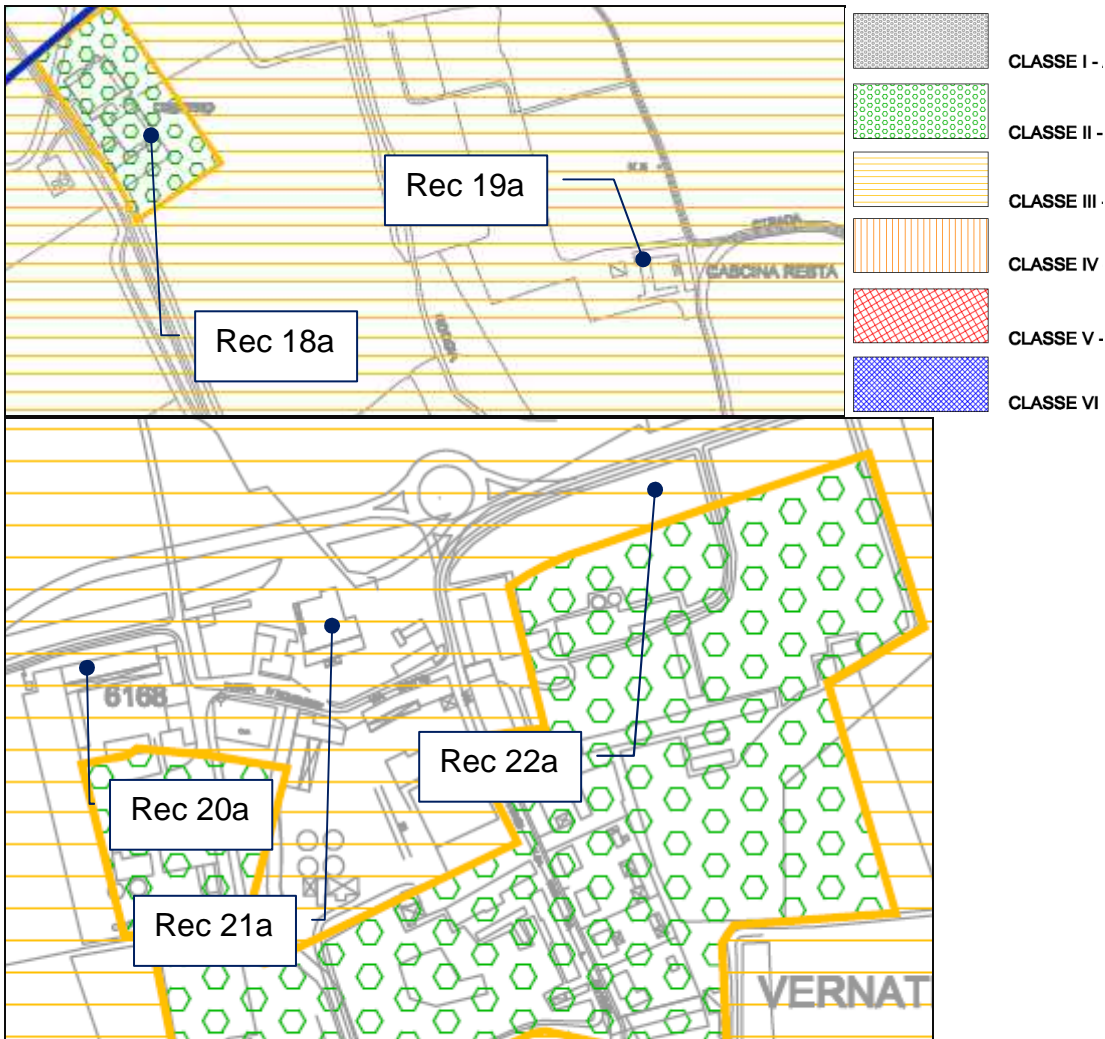 CLASSE I -
CLASSE II -
CLASSE III -
CLASSE IV
CLASSE V -
CLASSE VI
Rec 19a
STRADA
CASCINA RESTA
Rec 18a
6168
Rec 22a
Rec 20a
Rec 21a
VERNAT